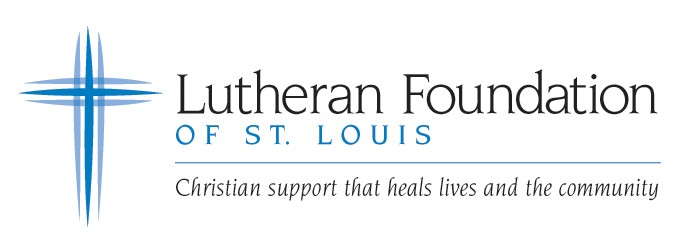 Lutheran Foundation
OF ST. LOUIS
Christian support that heals lives and the community